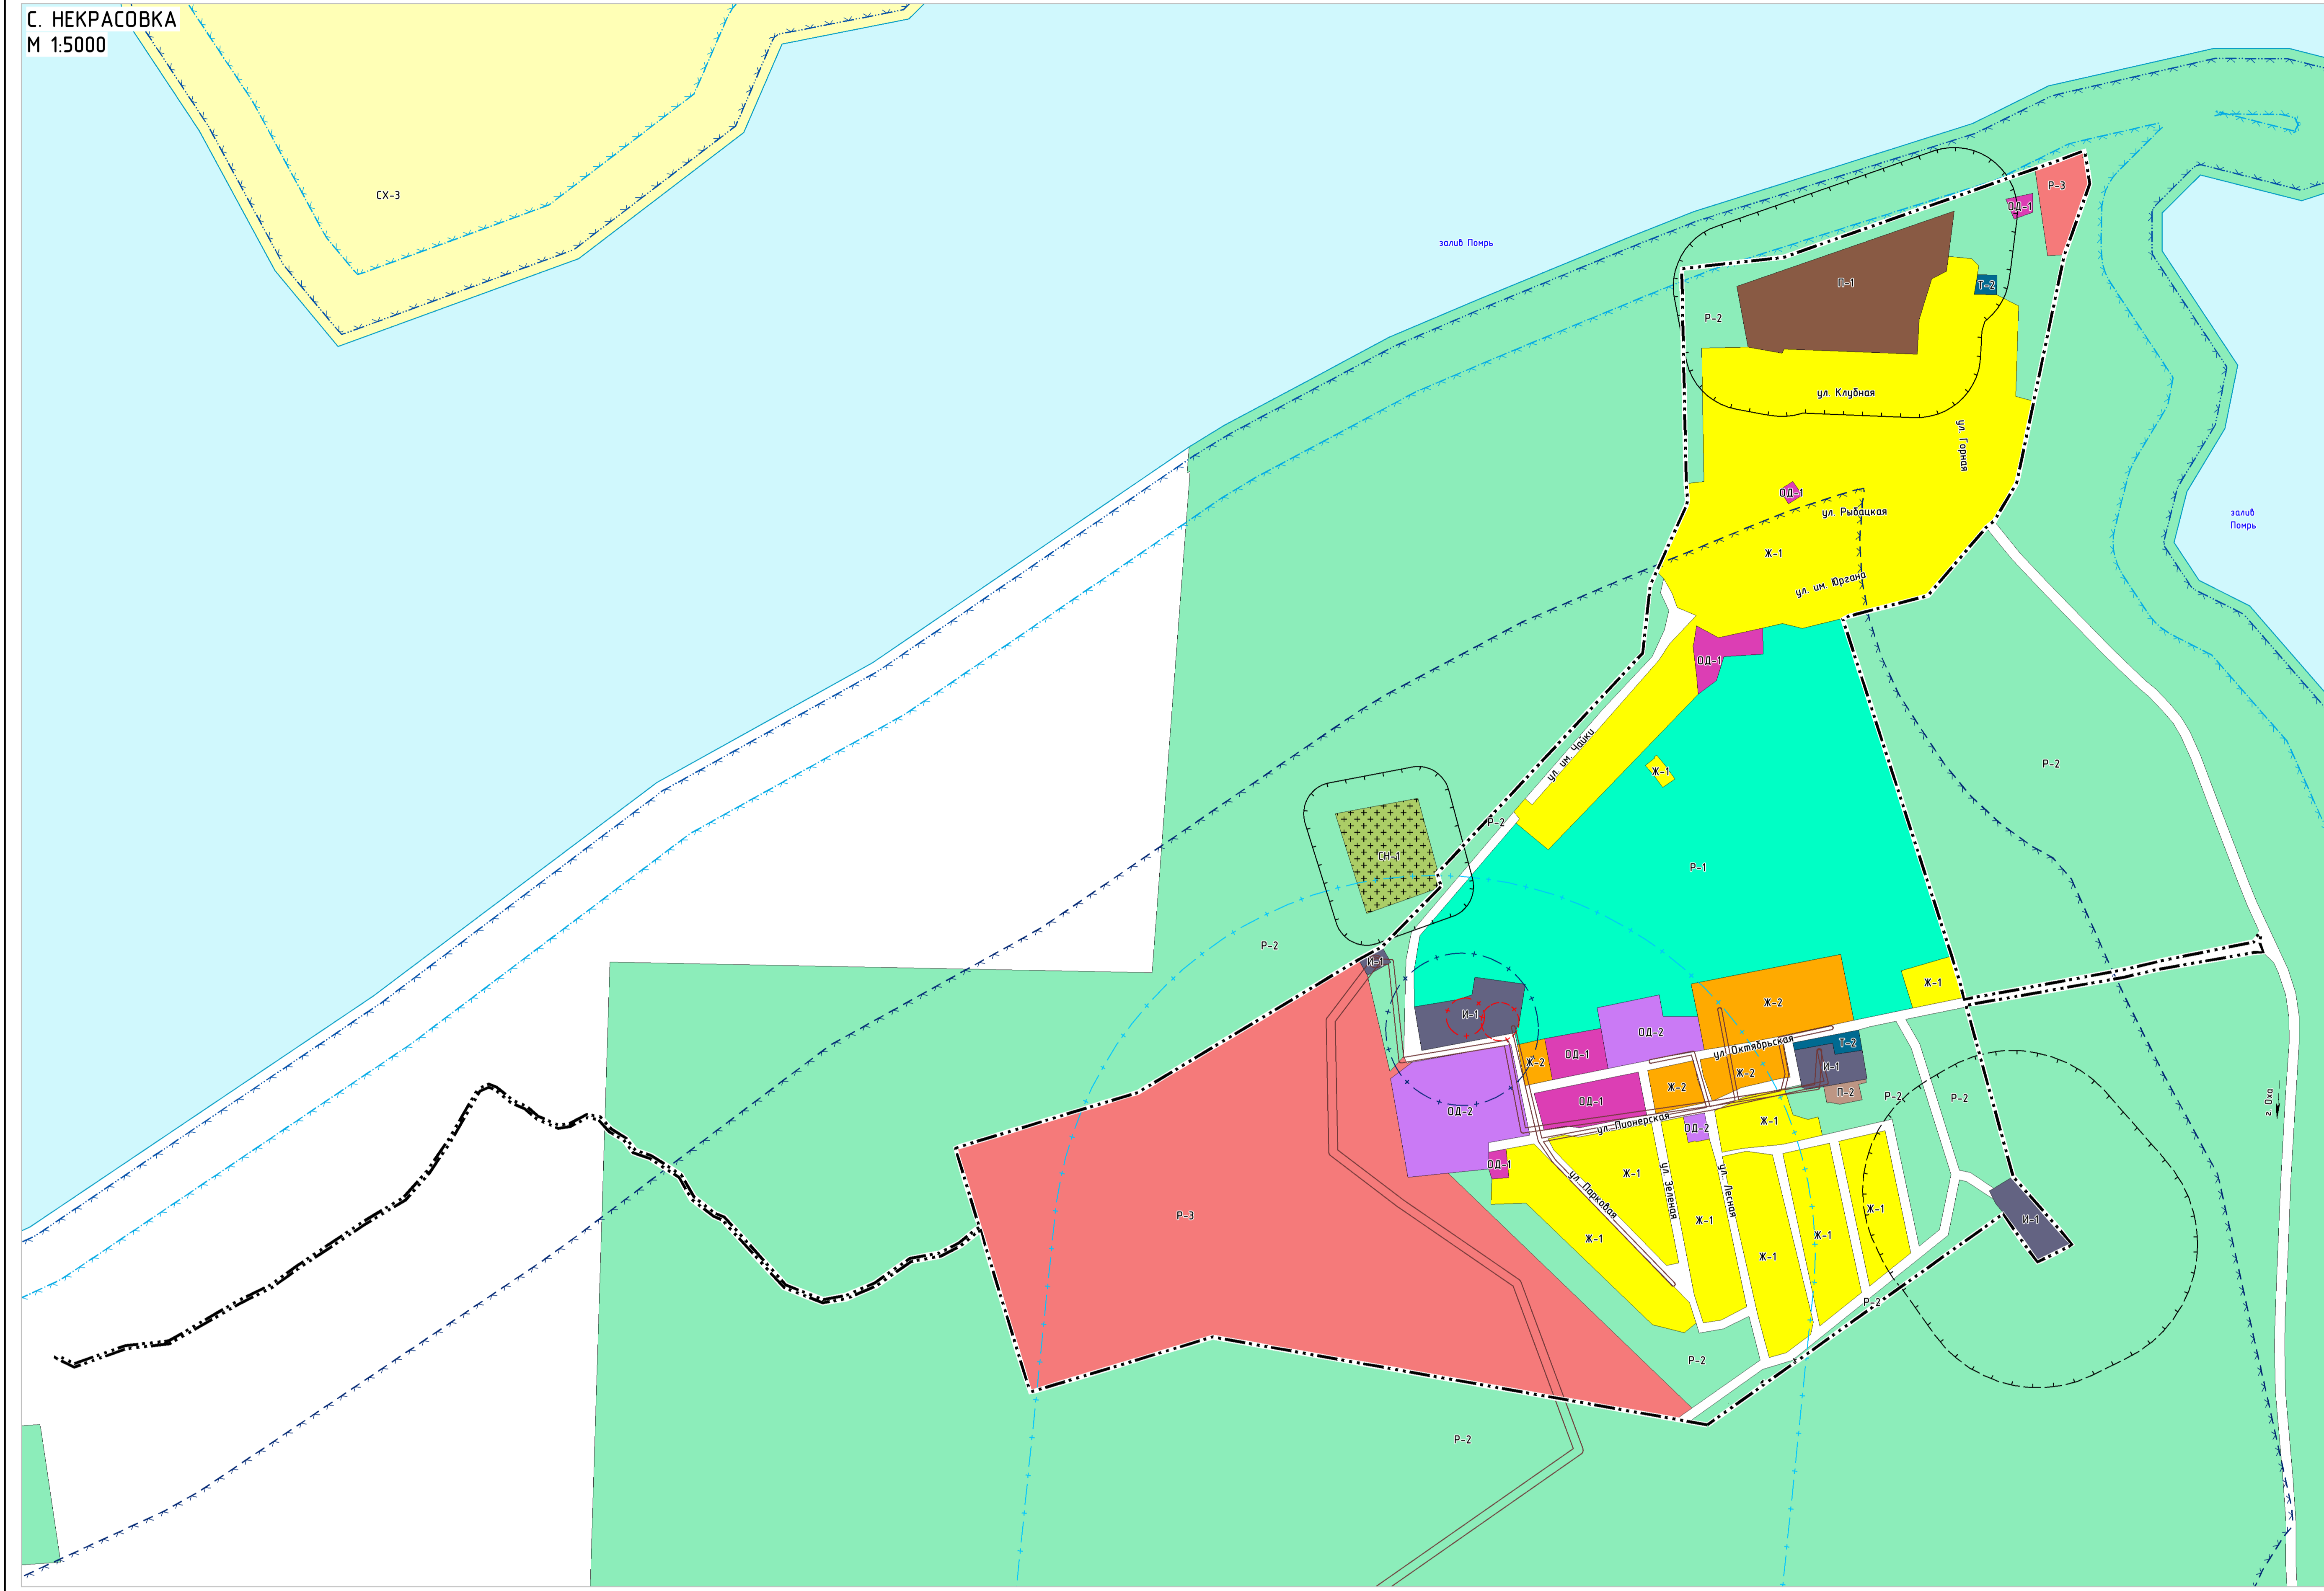 С. НЕКРАСОВКА
М 1:5000
СХ-3
Р-3
ОД-1
залив Помрь
П-1
Т-2
Р-2
ул. Клубная
ул. Горная
ОД-1
ул. Рыбацкая
залив
Помрь
Ж-1
ул. им. Юргана
ОД-1
ул. им. Чайки
Ж-1
Р-2
Р-2
СН-1
Р-1
Р-2
И-1
Ж-1
Ж-2
И-1
ОД-2
ул. Октябрьская
Т-2
ОД-1
Ж-2
И-1
Ж-2
Ж-2
П-2
Р-2
Р-2
г. Оха
ОД-1
ОД-2
ул. Пионерская
ОД-2
Ж-1
ОД-1
Ж-1
ул. Парковая
ул. Зеленая
ул. Лесная
Ж-1
Р-3
Ж-1
И-1
Ж-1
Ж-1
Ж-1
Р-2
Р-2
Р-2